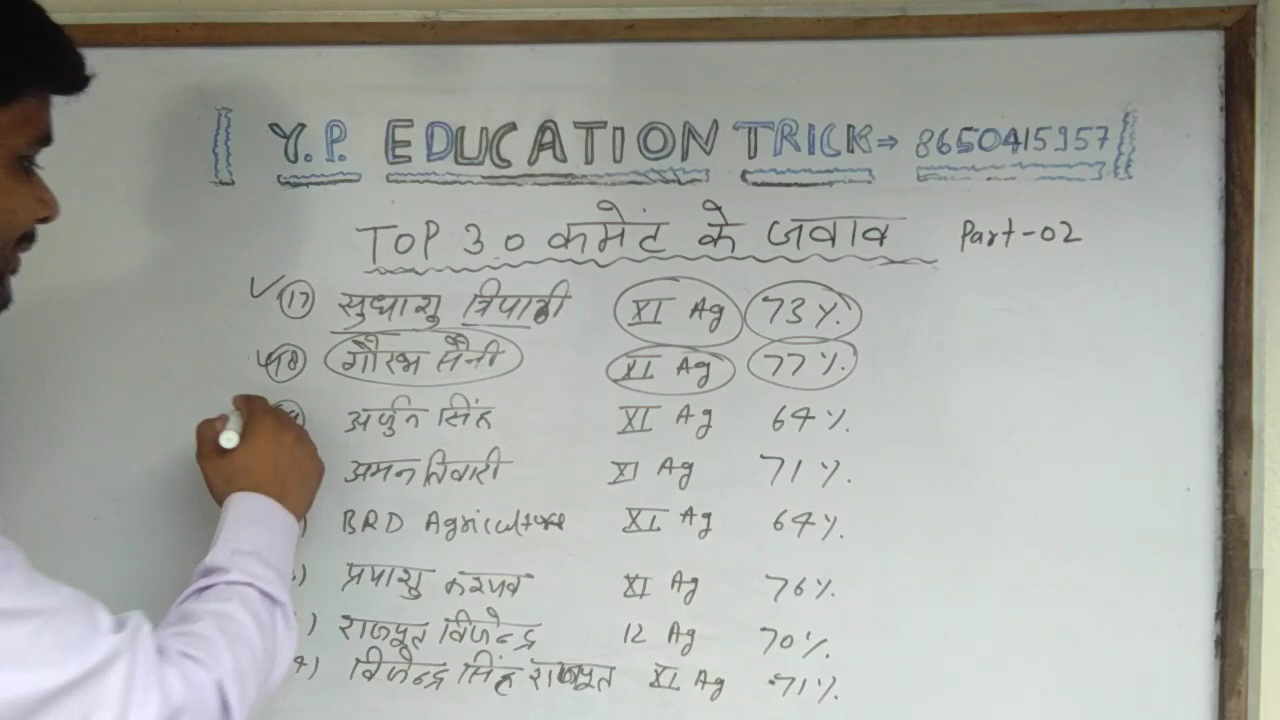 Y.P. EDUCATION TRICK⇒ 8650415957
TOP 30 कमेंट के जवाब Part-02
✓ (17) सुधाशु त्रिपाठी XI Ag 73%
✓ (18) गौरभ सैनी XI Ag 77%.
अर्जुन सिंह XI Ag 64%.
अमन तिवारी XI Ag 71%.
BRD Agriculture XI Ag 64%.
XI Ag 76%.
राजपूत विजेन्द्र 12 Ag 70%
विजेन्द्र सिंह राजपूत XI Ag 71%.